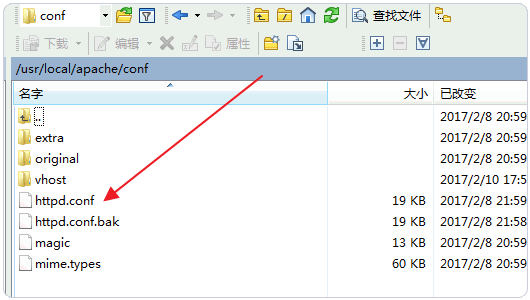 conf 查找文件
下载 编辑 属性
/usr/local/apache/conf
名字 大小 已改变
.. 2017/2/8 20:59
extra 2017/2/8 20:59
original 2017/2/8 20:59
vhost 2017/2/10 17:5
httpd.conf 19 KB 2017/2/8 21:59
httpd.conf.bak 19 KB 2017/2/8 21:58
magic 13 KB 2017/2/8 20:59
mime.types 60 KB 2017/2/8 20:59